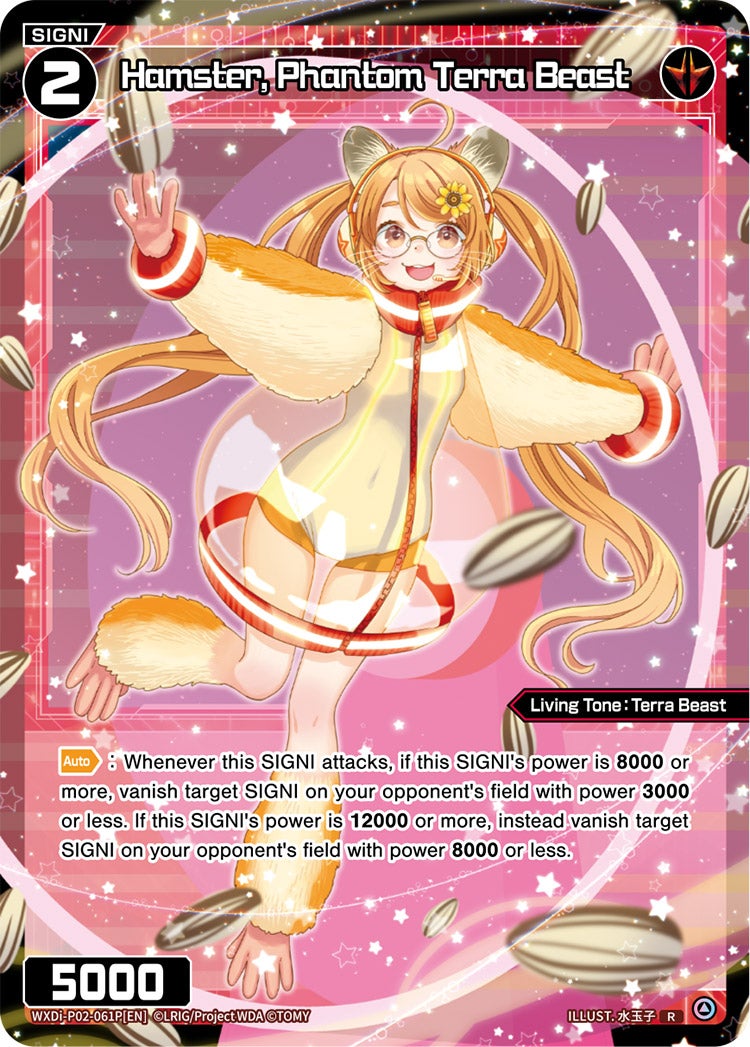 SIGNI
2
Hamster, Phantom Terra Beast
Living Tone：Terra Beast
Auto ：Whenever this SIGNI attacks, if this SIGNI's power is 8000 or
more, vanish target SIGNI on your opponent's field with power 3000
or less. If this SIGNI's power is 12000 or more, instead vanish target
SIGNI on your opponent's field with power 8000 or less.
5000
WXDi-P02-061P[EN] ©LRIG/ProjectWDA ©TOMY
ILLUST. 水玉子 R